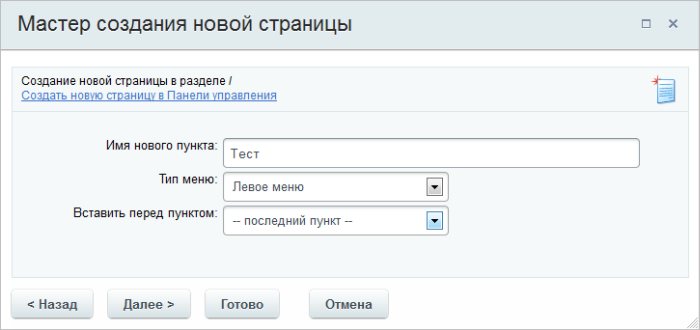 Мастер создания новой страницы
Создание новой страницы в разделе /
Создать новую страницу в Панели управления
Имя нового пункта: Тест
Тип меню: Левое меню
Вставить перед пунктом: -- последний пункт --
< Назад Далее > Готово Отмена